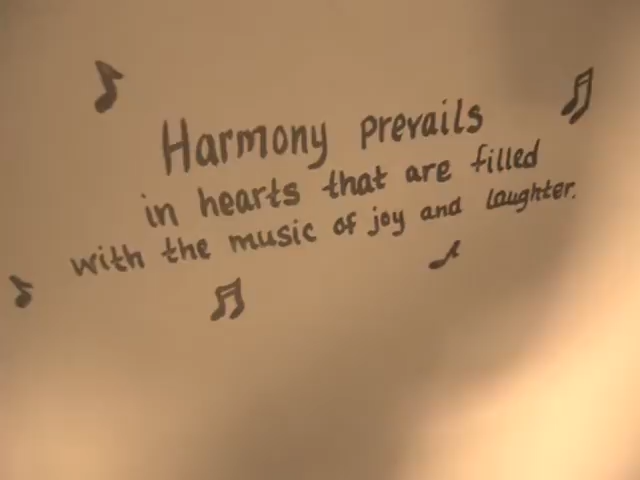 Harmony prevails
in hearts that are filled
with the music of joy and laughter.